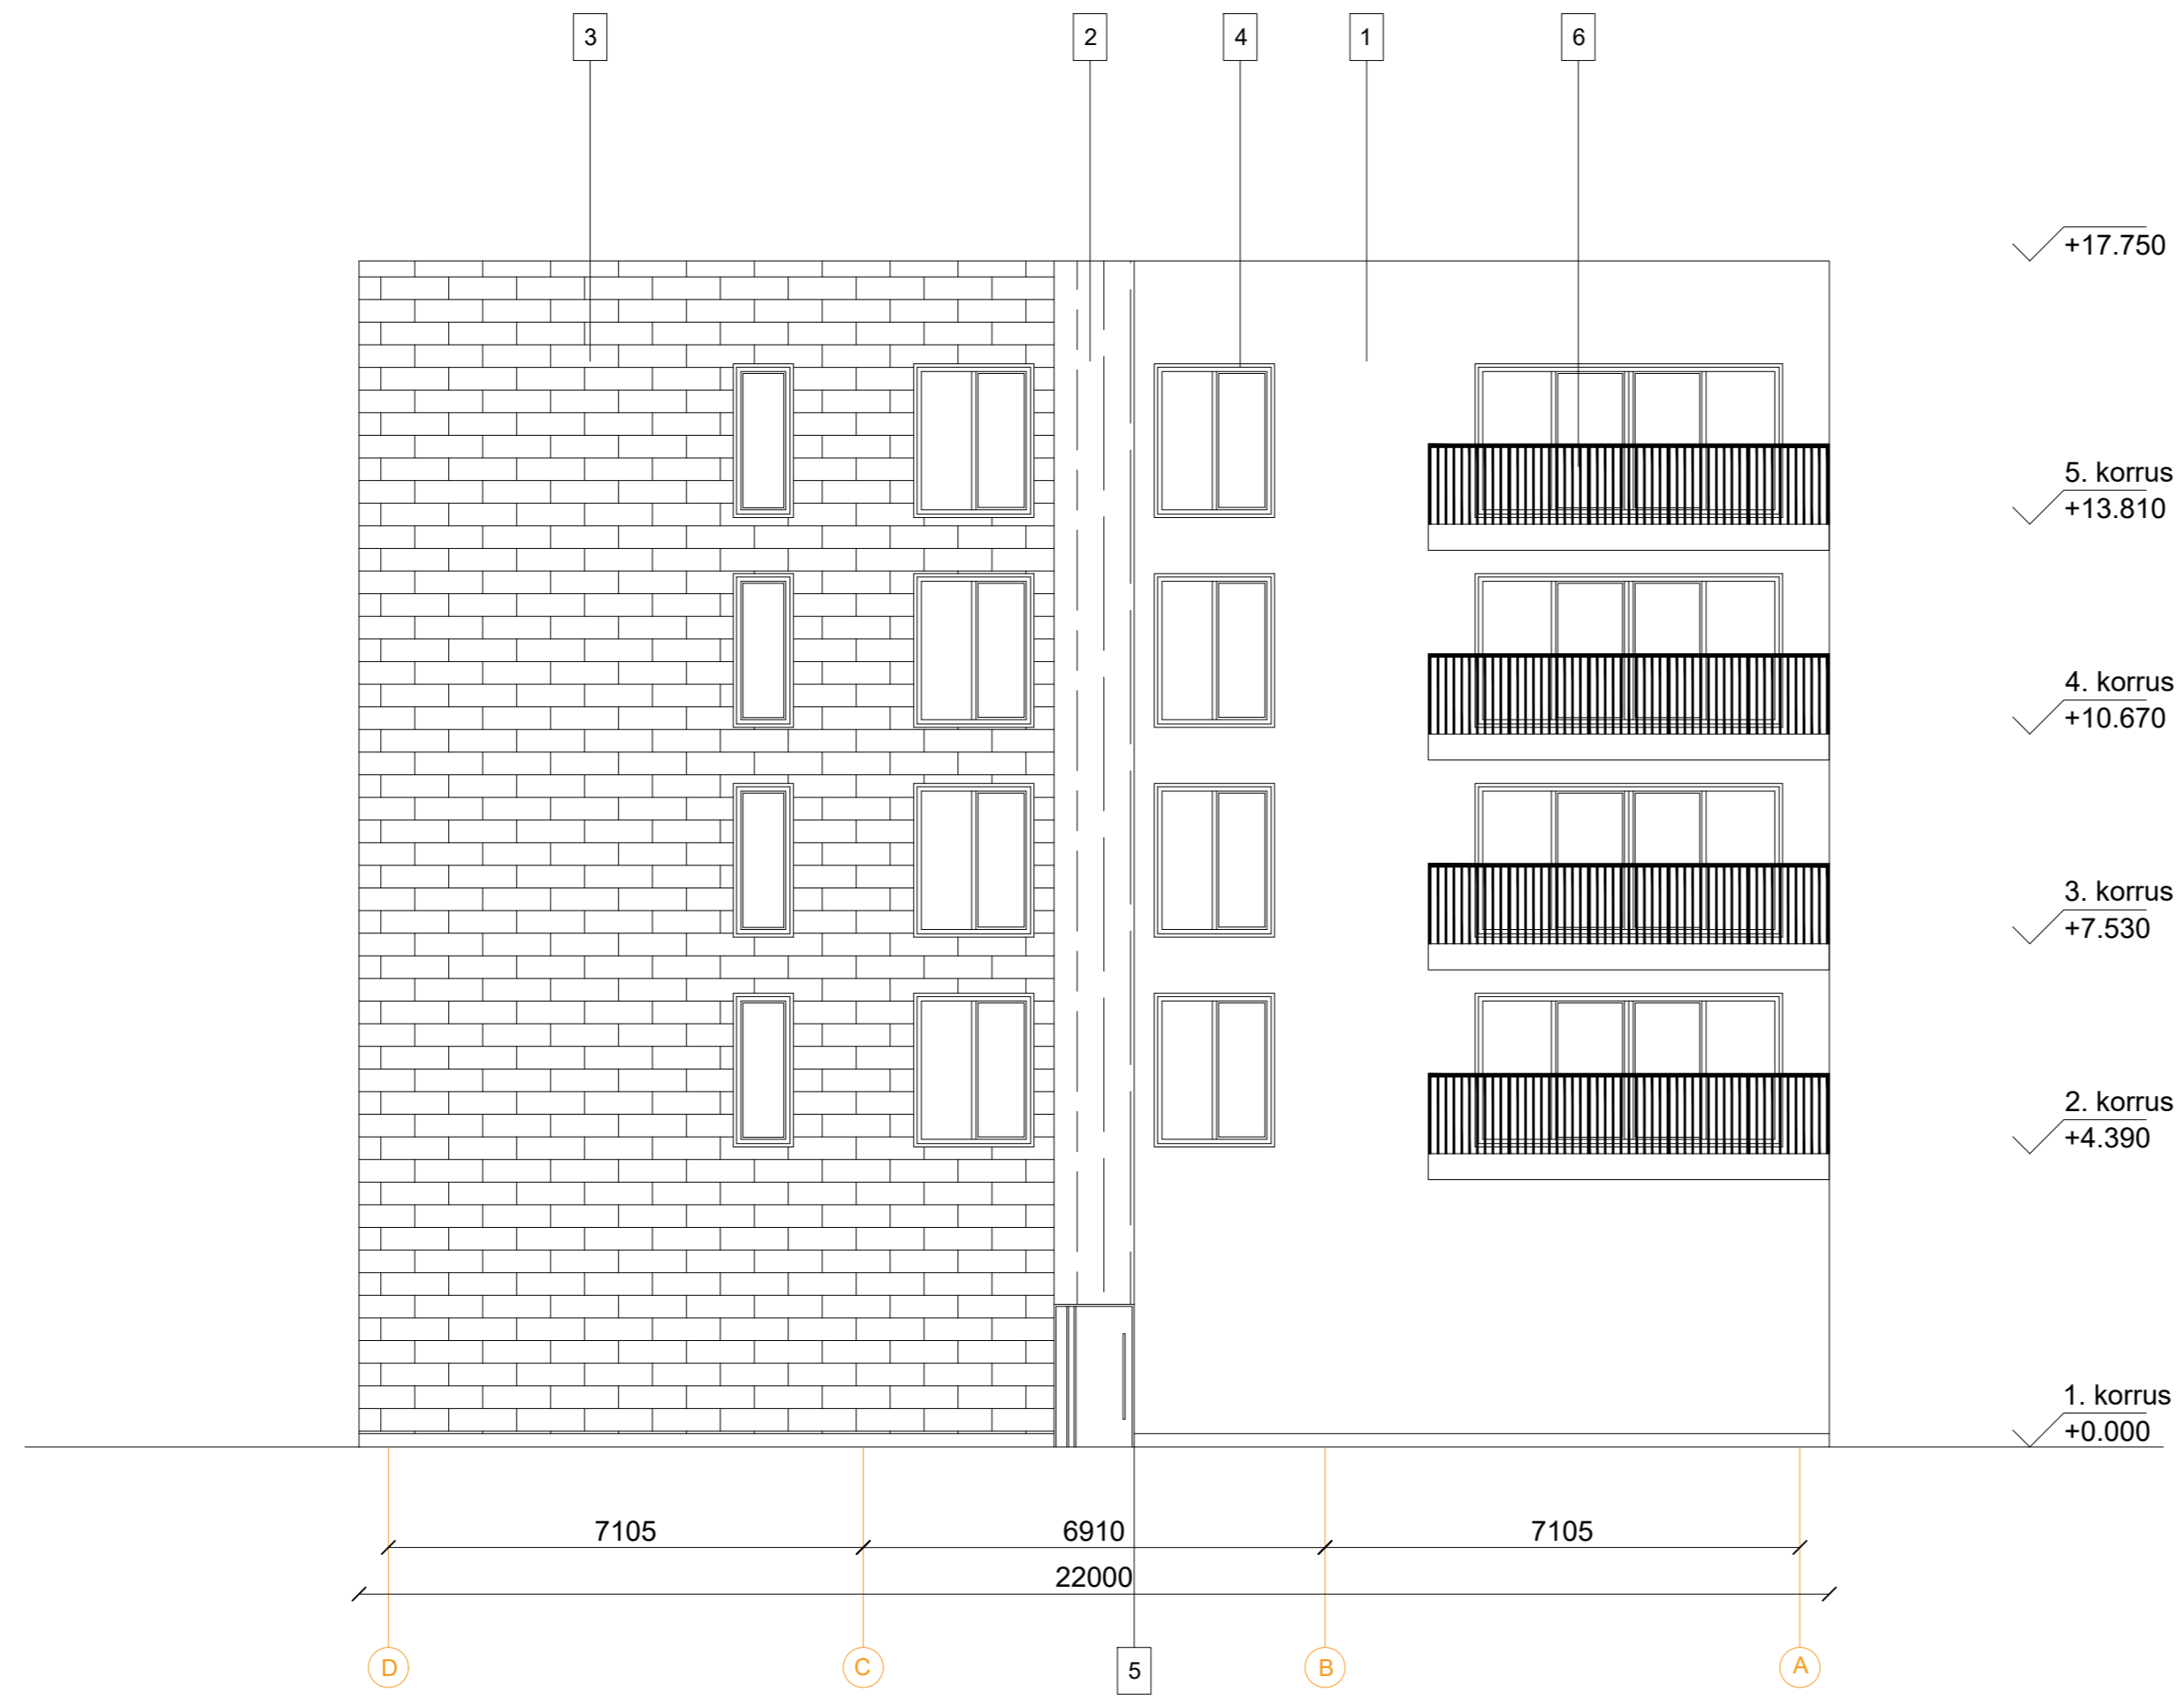 3
2
4
1
6
+17.750
5. korrus
+13.810
4. korrus
+10.670
3. korrus
+7.530
2. korrus
+4.390
1. korrus
+0.000
7105
6910
7105
22000
D
C
5
B
A